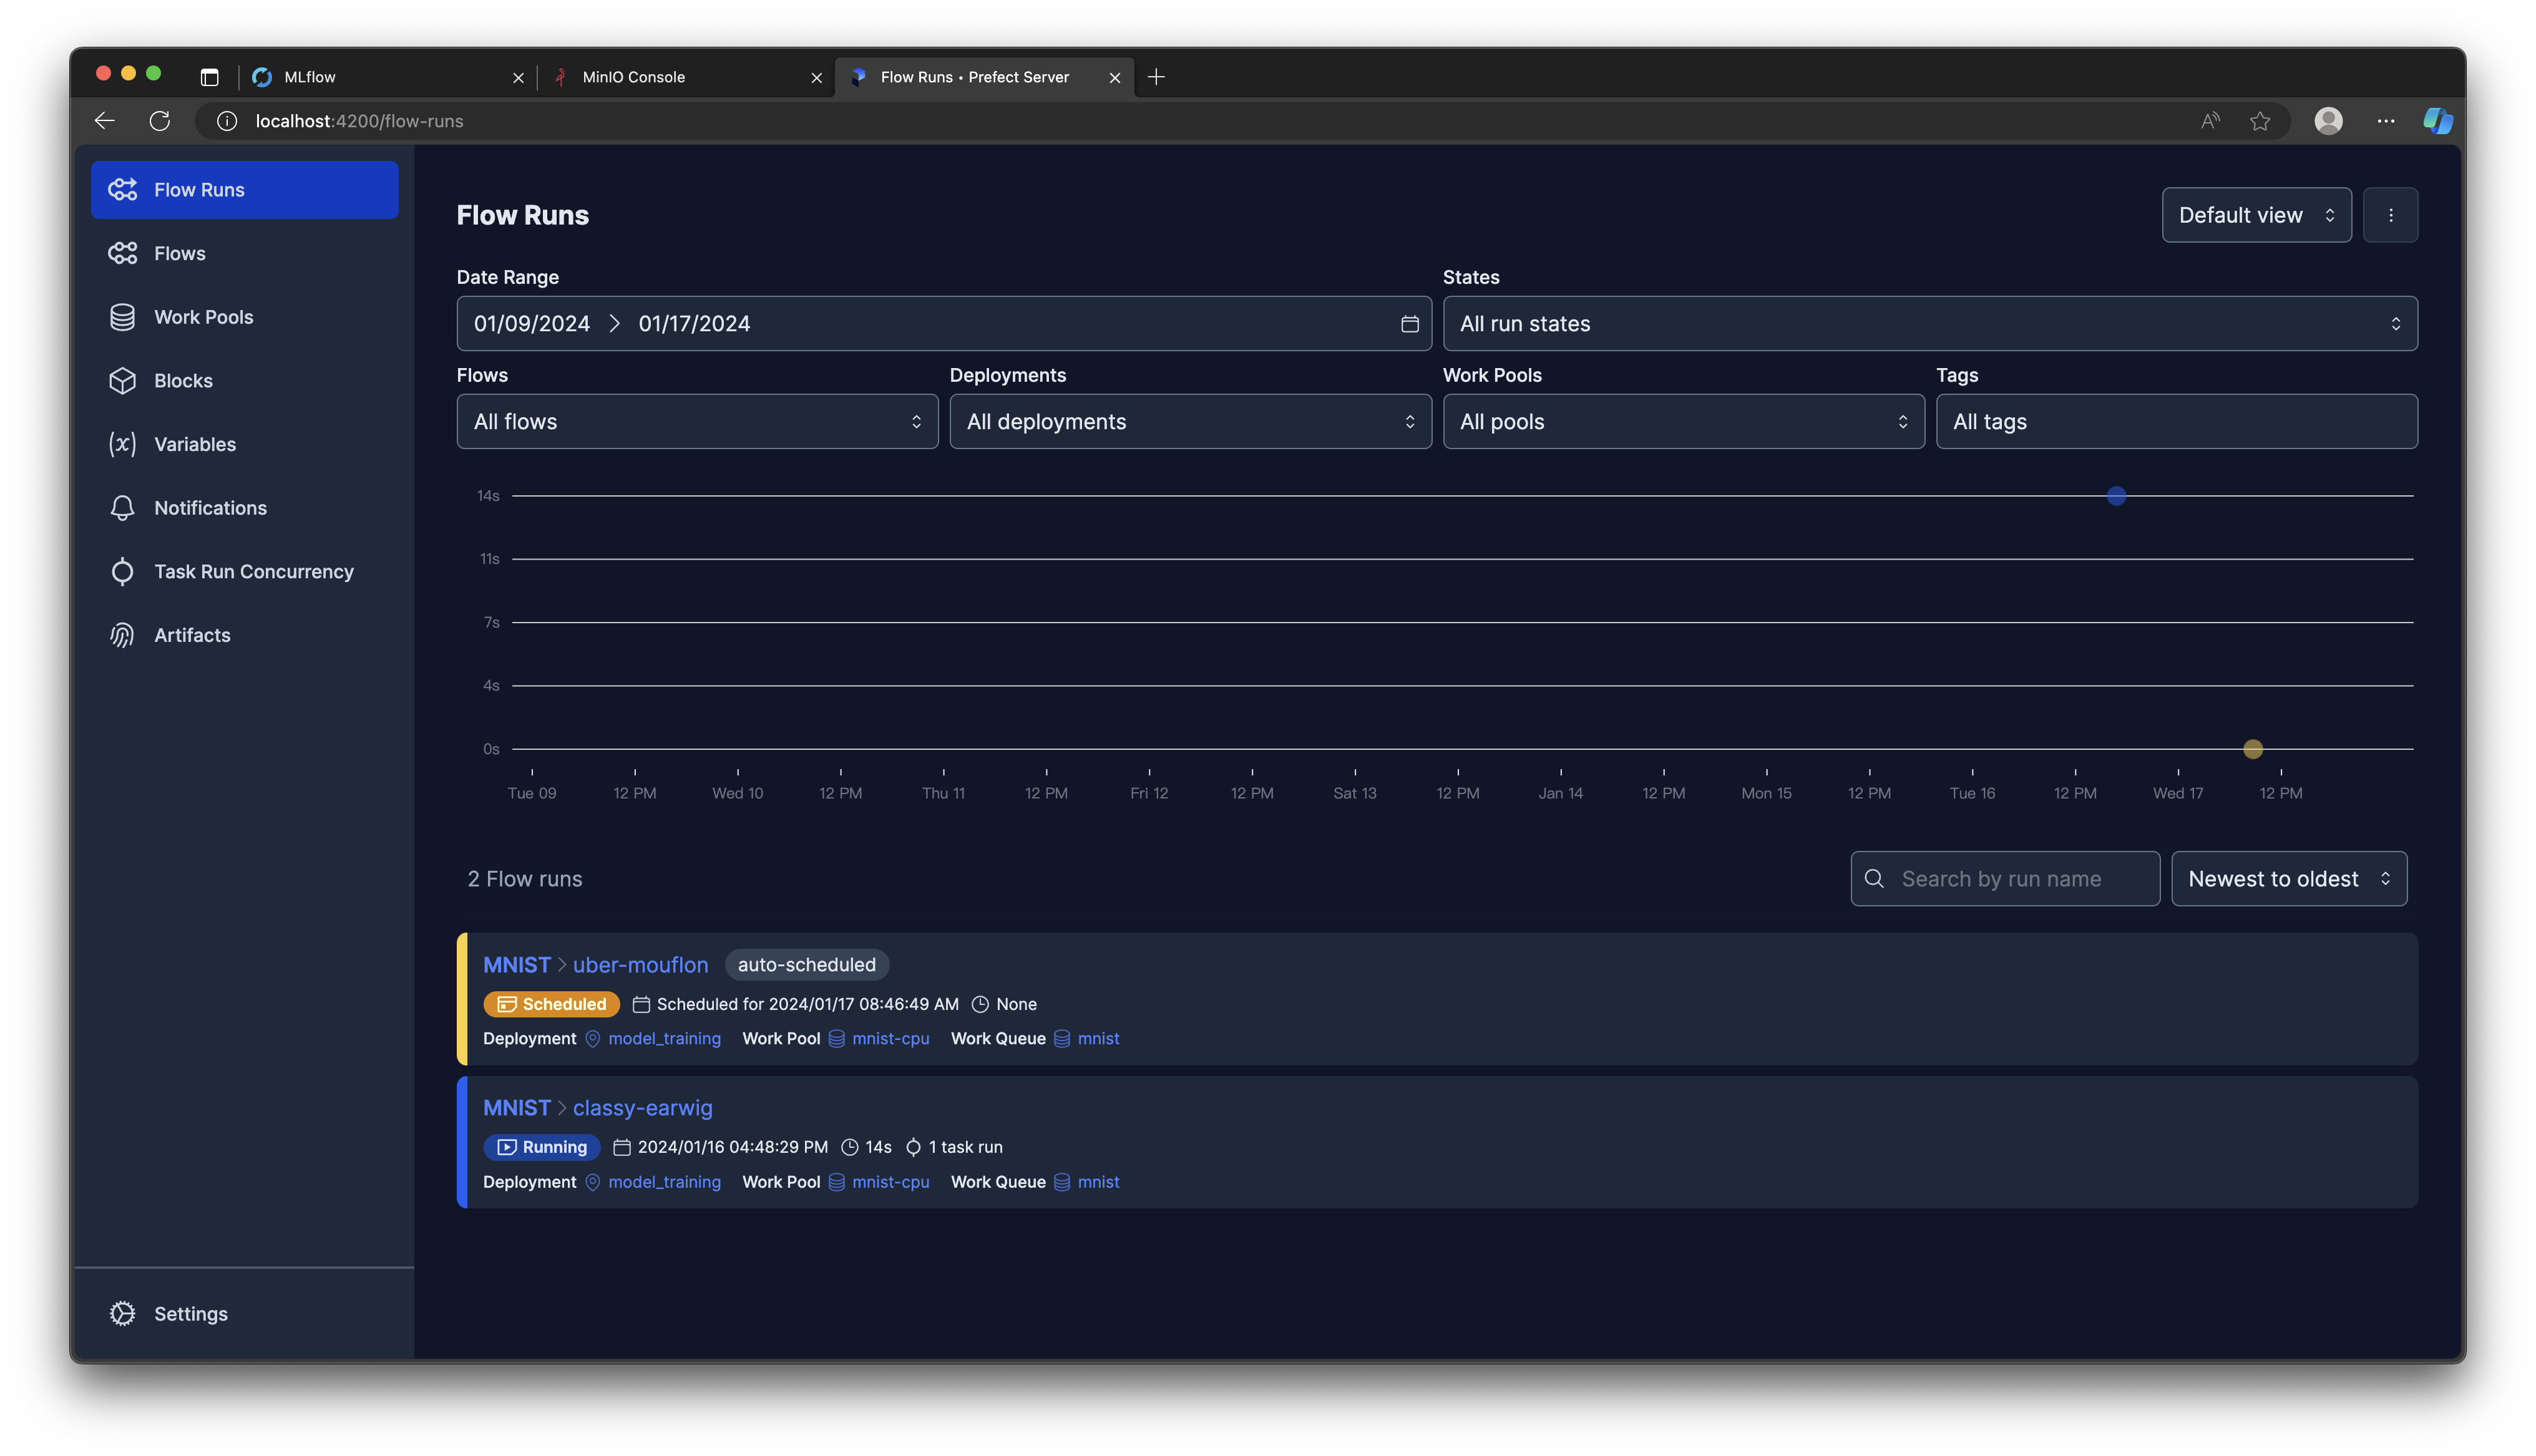 MLflow
MinIO Console
Flow Runs • Prefect Server
localhost:4200/flow-runs
Flow Runs
Flows
Work Pools
Blocks
Variables
Notifications
Task Run Concurrency
Artifacts
Settings
Flow Runs
Default view
Date Range
States
01/09/2024 01/17/2024
All run states
Flows
Deployments
Work Pools
Tags
All flows
All deployments
All pools
All tags
14s
11s
7s
4s
0s
Tue 09 12 PM Wed 10 12 PM Thu 11 12 PM Fri 12 12 PM Sat 13 12 PM Jan 14 12 PM Mon 15 12 PM Tue 16 12 PM Wed 17 12 PM
2 Flow runs
Search by run name
Newest to oldest
MNIST uber-mouflon auto-scheduled
Scheduled Scheduled for 2024/01/17 08:46:49 AM None
Deployment model_training Work Pool mnist-cpu Work Queue mnist
MNIST classy-earwig
Running 2024/01/16 04:48:29 PM 14s 1 task run
Deployment model_training Work Pool mnist-cpu Work Queue mnist